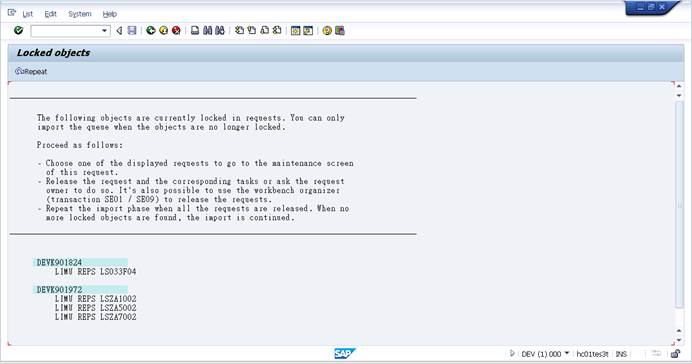 List Edit System Help
Locked objects
Repeat
The following objects are currently locked in requests. You can only
import the queue when the objects are no longer locked.
Proceed as follows:
- Choose one of the displayed requests to go to the maintenance screen
of this request.
- Release the request and the corresponding tasks or ask the request
owner to do so. It's also possible to use the workbench organizer
(transaction SE01 / SE09) to release the requests.
- Repeat the import phase when all the requests are released. When no
more locked objects are found, the import is continued.
DEVK901824
LIMU REPS LS033F04
DEVK901972
LIMU REPS LSZA1002
LIMU REPS LSZA5002
LIMU REPS LSZA7002
SAP
DEV (1) 000 hc01tes3t INS